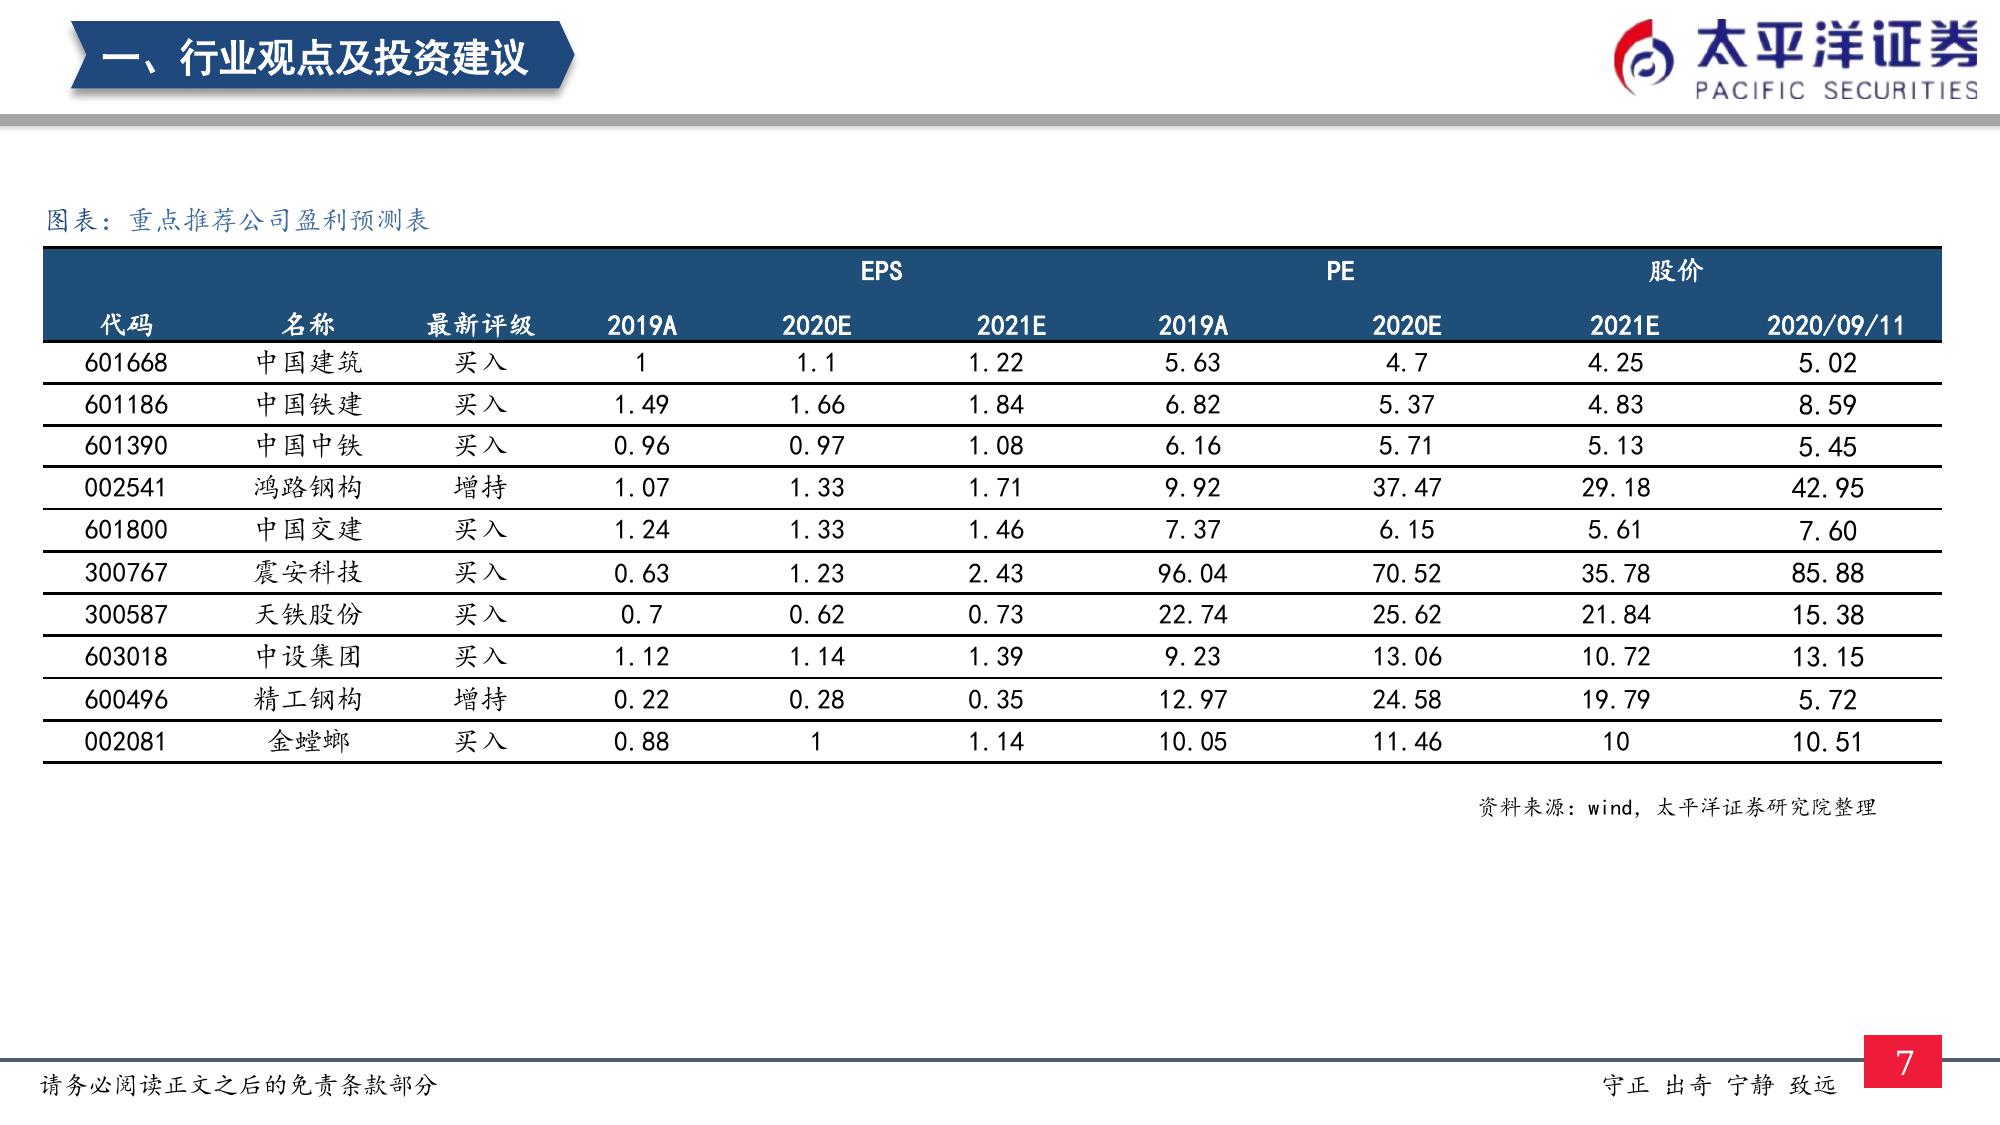 一、行业观点及投资建议
太平洋证券
PACIFIC SECURITIES
图表：重点推荐公司盈利预测表
EPS PE 股价
代码 名称 最新评级 2019A 2020E 2021E 2019A 2020E 2021E 2020/09/11
601668 中国建筑 买入 1 1.1 1.22 5.63 4.7 4.25 5.02
601186 中国铁建 买入 1.49 1.66 1.84 6.82 5.37 4.83 8.59
601390 中国中铁 买入 0.96 0.97 1.08 6.16 5.71 5.13 5.45
002541 鸿路钢构 增持 1.07 1.33 1.71 9.92 37.47 29.18 42.95
601800 中国交建 买入 1.24 1.33 1.46 7.37 6.15 5.61 7.60
300767 震安科技 买入 0.63 1.23 2.43 96.04 70.52 35.78 85.88
300587 天铁股份 买入 0.7 0.62 0.73 22.74 25.62 21.84 15.38
603018 中设集团 买入 1.12 1.14 1.39 9.23 13.06 10.72 13.15
600496 精工钢构 增持 0.22 0.28 0.35 12.97 24.58 19.79 5.72
002081 金螳螂 买入 0.88 1 1.14 10.05 11.46 10 10.51
资料来源：wind，太平洋证券研究院整理
请务必阅读正文之后的免责条款部分
守正 出奇 宁静 致远
7